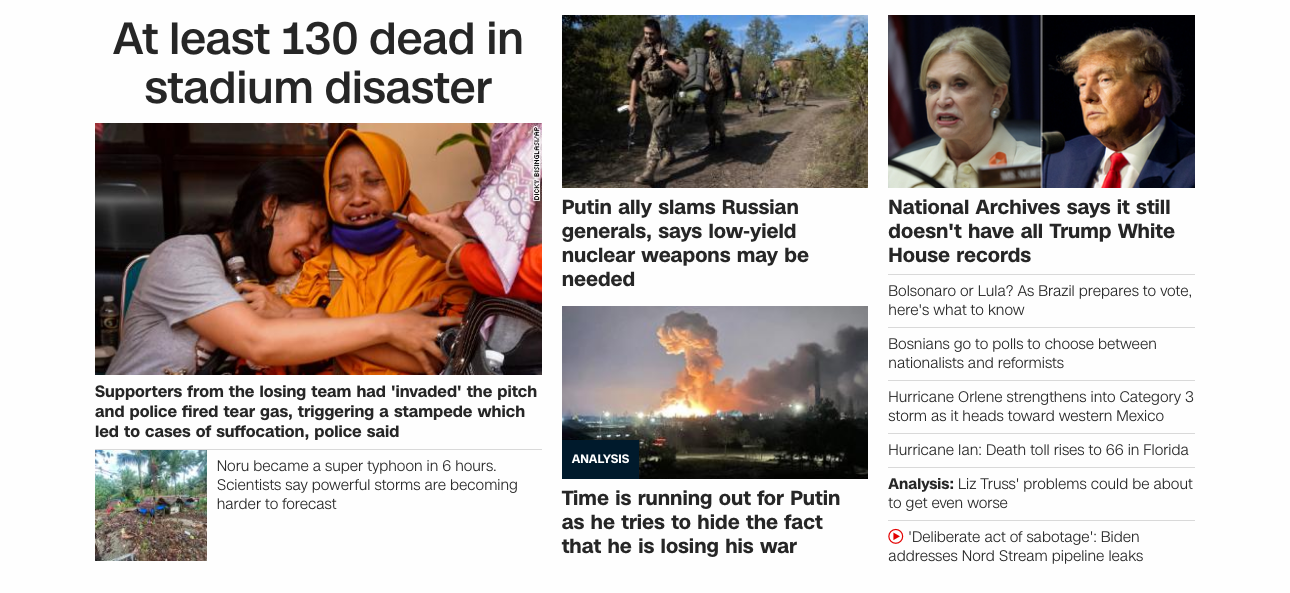 At least 130 dead in
stadium disaster
DICKY BISINGLASI/AP
Supporters from the losing team had 'invaded' the pitch
and police fired tear gas, triggering a stampede which
led to cases of suffocation, police said
Noru became a super typhoon in 6 hours.
Scientists say powerful storms are becoming
harder to forecast
Putin ally slams Russian
generals, says low-yield
nuclear weapons may be
needed
ANALYSIS
Time is running out for Putin
as he tries to hide the fact
that he is losing his war
National Archives says it still
doesn't have all Trump White
House records
Bolsonaro or Lula? As Brazil prepares to vote,
here's what to know
Bosnians go to polls to choose between
nationalists and reformists
Hurricane Orlene strengthens into Category 3
storm as it heads toward western Mexico
Hurricane Ian: Death toll rises to 66 in Florida
Analysis: Liz Truss' problems could be about
to get even worse
'Deliberate act of sabotage': Biden
addresses Nord Stream pipeline leaks